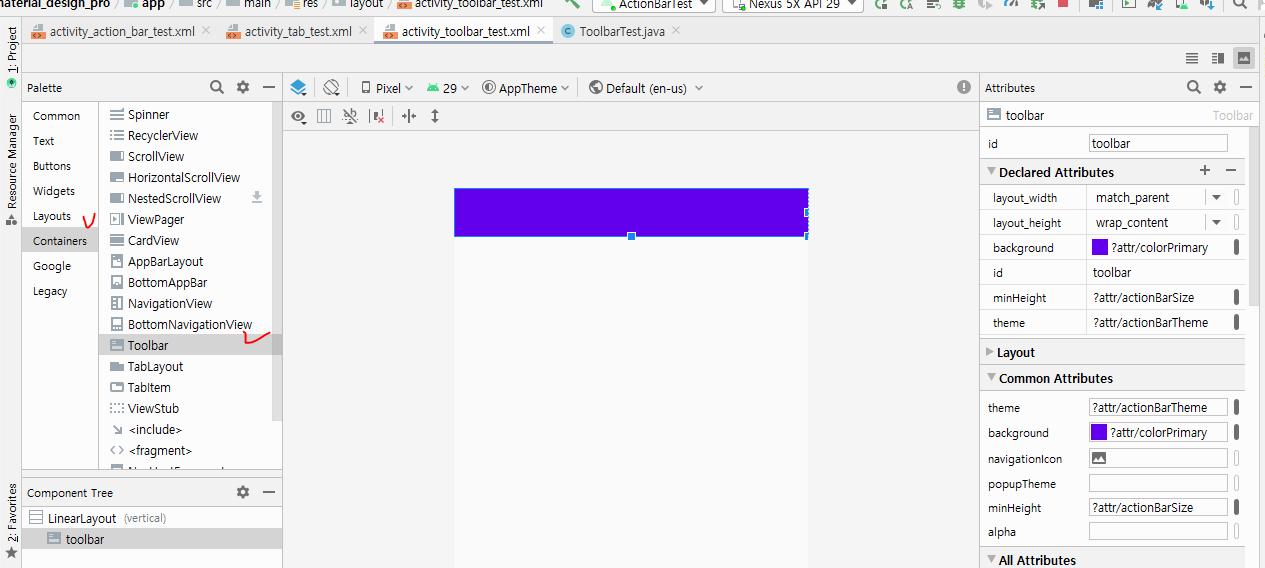 material_design_pro
app
src
main
res
layout
activity_toolbar_test.xml
ActionBarTest
Nexus 5X API 29
activity_action_bar_test.xml
activity_tab_test.xml
activity_toolbar_test.xml
ToolbarTest.java
1: Project
Resource Manager
2: Favorites
Palette
Common
Text
Buttons
Widgets
Layouts
Containers
Google
Legacy
Spinner
RecyclerView
ScrollView
HorizontalScrollView
NestedScrollView
ViewPager
CardView
AppBarLayout
BottomAppBar
NavigationView
BottomNavigationView
Toolbar
TabLayout
TabItem
ViewStub
<include>
<fragment>
Component Tree
LinearLayout (vertical)
toolbar
Pixel
29
AppTheme
Default (en-us)
Attributes
toolbar Toolbar
id toolbar
Declared Attributes
layout_width match_parent
layout_height wrap_content
background ?attr/colorPrimary
id toolbar
minHeight ?attr/actionBarSize
theme ?attr/actionBarTheme
Layout
Common Attributes
theme ?attr/actionBarTheme
background ?attr/colorPrimary
navigationIcon
popupTheme
minHeight ?attr/actionBarSize
alpha
All Attributes